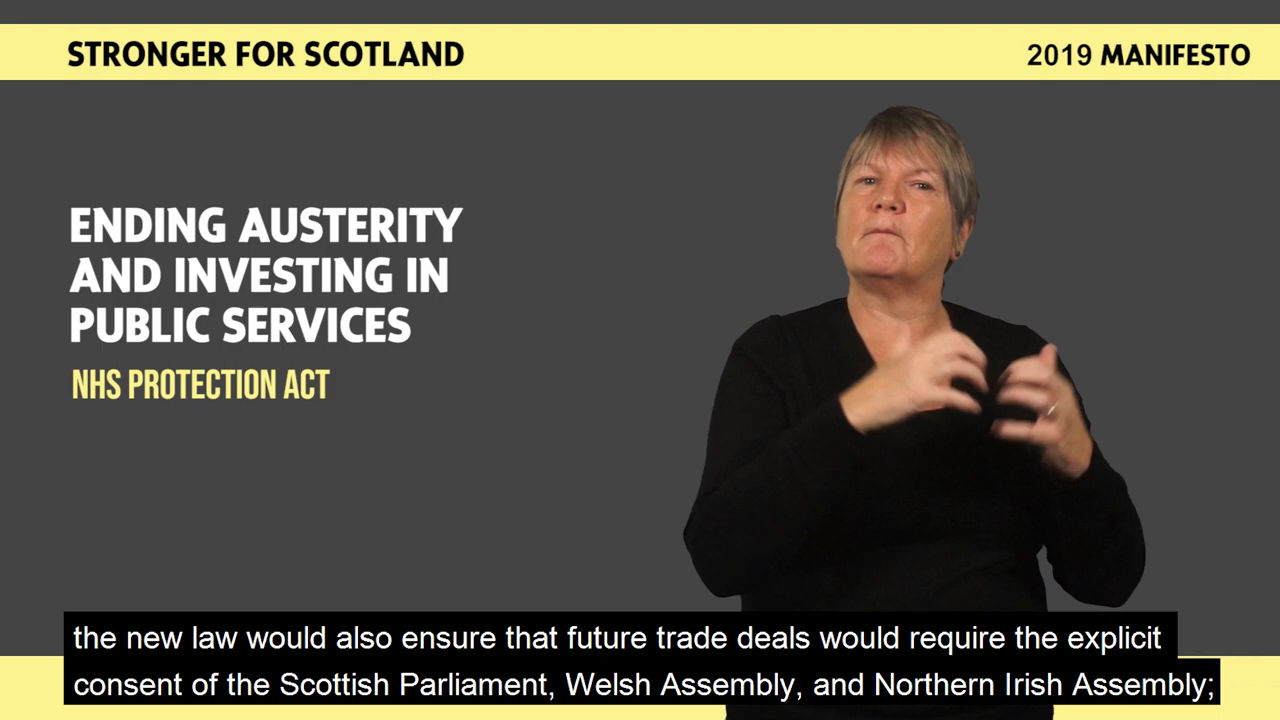 STRONGER FOR SCOTLAND
2019 MANIFESTO
ENDING AUSTERITY
AND INVESTING IN
PUBLIC SERVICES
NHS PROTECTION ACT
the new law would also ensure that future trade deals would require the explicit
consent of the Scottish Parliament, Welsh Assembly, and Northern Irish Assembly;